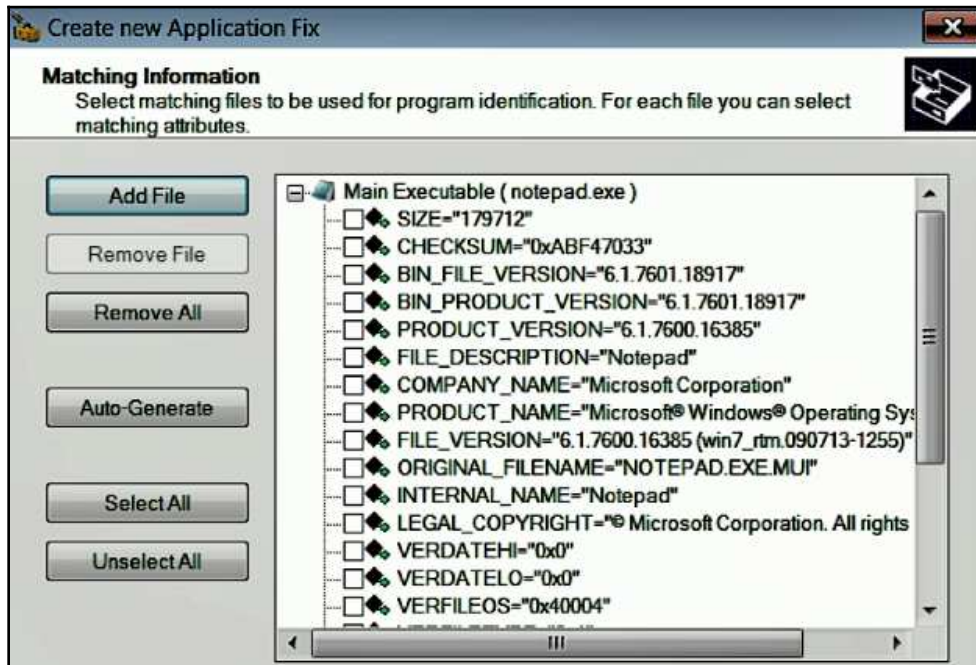 Create new Application Fix
Matching Information
Select matching files to be used for program identification. For each file you can select
matching attributes.
Add File
Remove File
Remove All
Auto-Generate
Select All
Unselect All
Main Executable ( notepad.exe )
SIZE="179712"
CHECKSUM="0xABF47033"
BIN_FILE_VERSION="6.1.7601.18917"
BIN_PRODUCT_VERSION="6.1.7601.18917"
PRODUCT_VERSION="6.1.7600.16385"
FILE_DESCRIPTION="Notepad"
COMPANY_NAME="Microsoft Corporation"
PRODUCT_NAME="Microsoft® Windows® Operating Sys
FILE_VERSION="6.1.7600.16385 (win7_rtm.090713-1255)"
ORIGINAL_FILENAME="NOTEPAD.EXE.MUI"
INTERNAL_NAME="Notepad"
LEGAL_COPYRIGHT="© Microsoft Corporation. All rights
VERDATEHI="0x0"
VERDATELO="0x0"
VERFILEOS="0x40004"